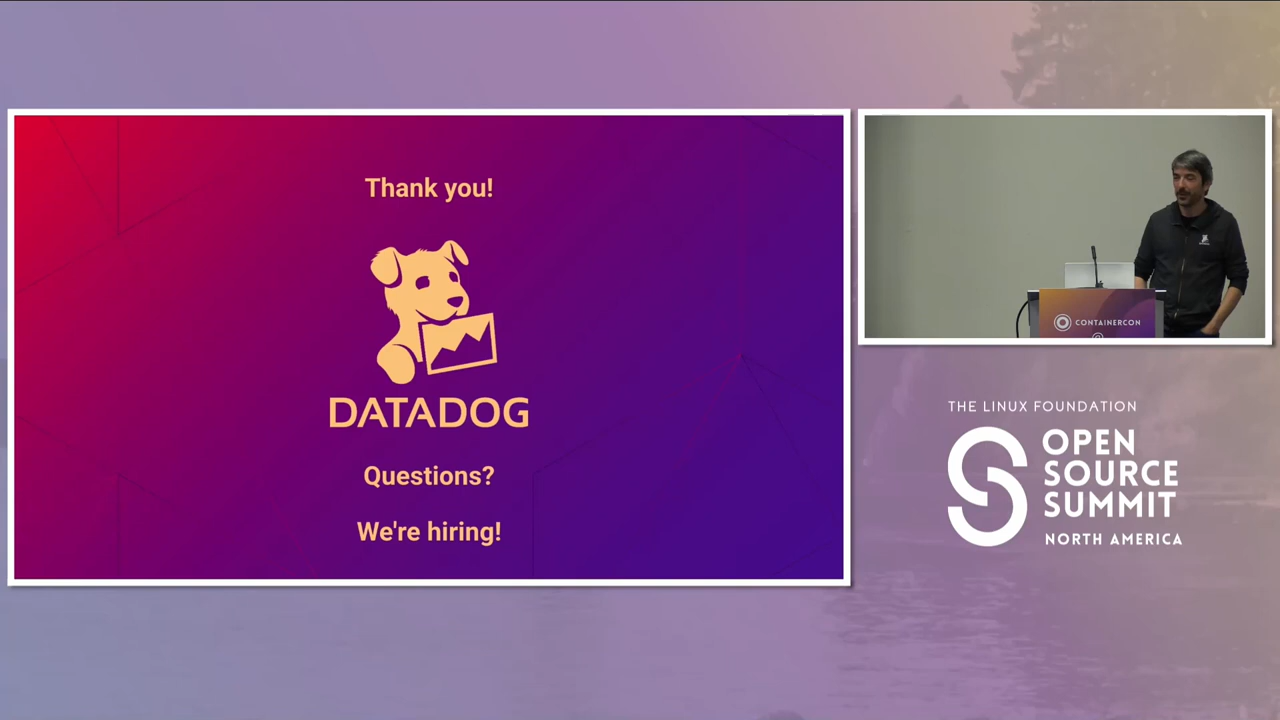 Thank you!
DATADOG
Questions?
We're hiring!
CONTAINERCON
THE LINUX FOUNDATION
OPEN
SOURCE
SUMMIT
NORTH AMERICA